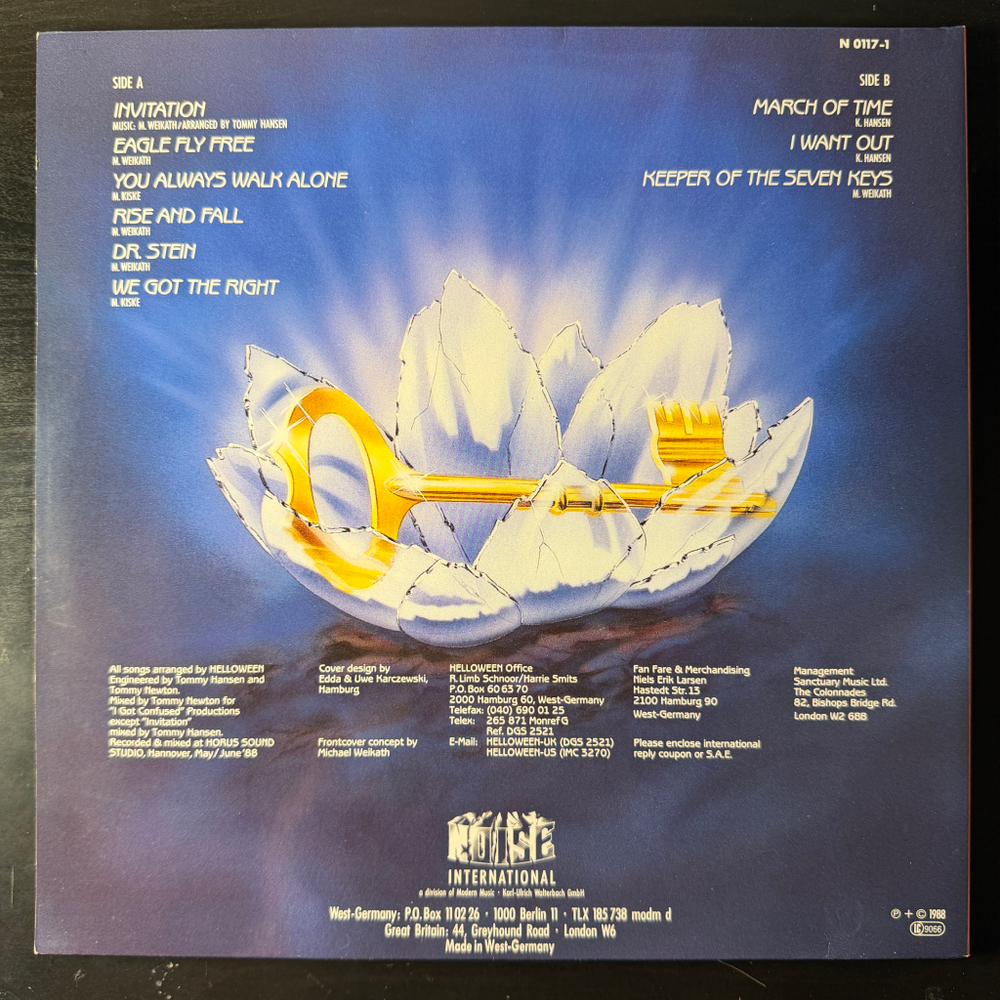 N 0117-1
SIDE A
INVITATION
MUSIC: M. WEIKATH/ARRANGED BY TOMMY HANSEN
EAGLE FLY FREE
M. WEIKATH
YOU ALWAYS WALK ALONE
M. KISKE
RISE AND FALL
M. WEIKATH
DR. STEIN
M. WEIKATH
WE GOT THE RIGHT
M. KISKE
SIDE B
MARCH OF TIME
K. HANSEN
I WANT OUT
K. HANSEN
KEEPER OF THE SEVEN KEYS
M. WEIKATH
All songs arranged by HELLOWEEN
Engineered by Tommy Hansen and
Tommy Newton.
Mixed by Tommy Newton for
"I Got Confused" Productions
except "Invitation"
mixed by Tommy Hansen.
Recorded & mixed at HORUS SOUND
STUDIO, Hannover, May/June '88
Cover design by
Edda & Uwe Karczewski,
Hamburg
Frontcover concept by
Michael Weikath
HELLOWEEN Office
R. Limb Schnoor/Harrie Smits
P.O. Box 60 63 70
2000 Hamburg 60, West-Germany
Telefax: (040) 690 01 25
Telex: 265 871 Monref G
Ref. DGS 2521
E-Mail: HELLOWEEN-UK (DGS 2521)
HELLOWEEN-US (IMC 3270)
Fan Fare & Merchandising
Niels Erik Larsen
Hastedt Str. 13
2100 Hamburg 90
West-Germany
Please enclose international
reply coupon or S.A.E.
Management
Sanctuary Music Ltd.
The Colonnades
82, Bishops Bridge Rd.
London W2 6BB
NOISE
INTERNATIONAL
a division of Modern Music · Karl-Ulrich Walterbach GmbH
West-Germany: P.O. Box 11 02 26 · 1000 Berlin 11 · TLX 185 738 modm d
Great Britain: 44, Greyhound Road · London W6
Made in West-Germany
℗ + © 1988
LC 9066